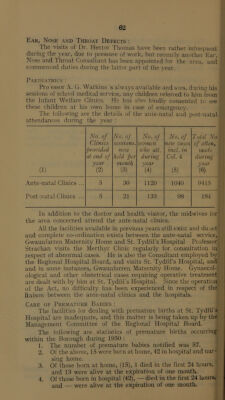 62
EAR, NOSE AND THROAT DEFECTS:
The visits of Dr. Hector Thomas have been rather infrequent
during the year, due to pressure of work, but recently another Ear,
Nose and Throat Consultant has been appointed for the area, and
commenced duties during the latter part of the year.
PAEDIATRICS:
Professor A. G. Watkins is always available and sees, during his
sessions of school medical service, any children referred to him from
the Infant Welfare Clinics. He has also kindly consented to see
these children at his own home in case of emergency.
The following are the details of the ante-natal and post-natal
attendances during the year:
No. of Clinics provided at end of year
No. of sessions held per month
No. of women who att. during year
No. of new cases incl. in Col. 4
Total No. of atten. made during year
(1) (2) (3) (4) (5) (6)
Ante-natal Clinics ... 5 30 1120 1040 9415
Post-natal Clinics ... 5 21 133 98 184
In addition to the doctor and health visitor, the midwives for
the area concerned attend the ante-natal clinics.
All the facilities available in previous years still exist and the set
and complete co-ordination exists between the ante-natal service,
Gwaunfarren Maternity Home and St. Tydfil's Hospital. Professor
Strachan visits the Merthyr Clinic regularly for consultation in
respect of abnormal cases. He is also the Consultant employed by
the Regional Hospital Board, and visits St. Tydfil's Hospital, and
and in some instances, Gwaunfarren Maternity Home. Gynaecol-
ogical and other obstetrical cases requiring operative treatment
are dealt with by him at St. Tydfil's Hospital. Since the operation
of the Act, no difficulty has been experienced in respect of the
liaison between the ante-natal clinics and the hospitals.
CARE OF PREMATURE BABIES:
The facilities for dealing with premature births at St. Tydfil's
Hospital are inadequate, and this matter is being taken up by the
Management Committee of the Regional Hospital Board.
The following are statistics of premature births occurring
within the Borough during 1950:
1. The number of premature babies notified was 57.
2. Of the above, 15 were born at home, 42 in hospital and nur-
sing home.
3. Of those born at home, (15), 1 died in the first 24 hours,
and 13 were alive at the expiration of one month.
4. Of those born in hospital (42), — died in the first 24 hours,
and — were alive at the expiration of one month.